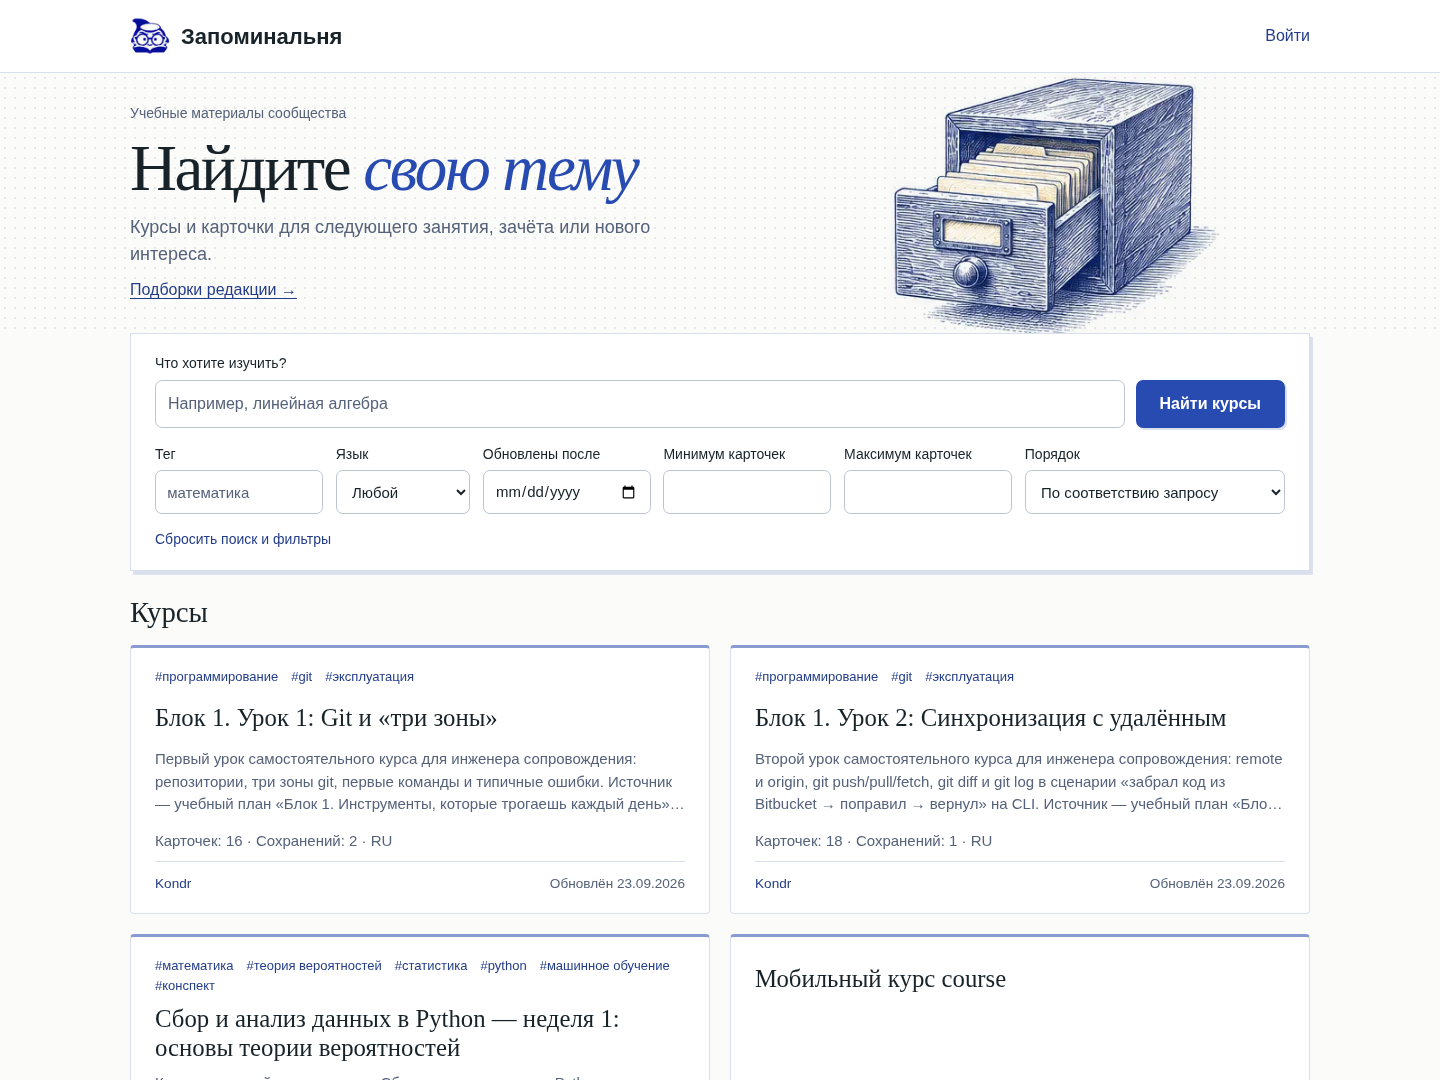 Запоминальня
Войти
Учебные материалы сообщества
Найдите свою тему
Курсы и карточки для следующего занятия, зачёта или нового
интереса.
Подборки редакции →
Что хотите изучить?
Например, линейная алгебра
Найти курсы
Тег
Язык
Обновлены после
Минимум карточек
Максимум карточек
Порядок
математика
Любой
mm/dd/yyyy
По соответствию запросу
Сбросить поиск и фильтры
Курсы
#программирование #git #эксплуатация
Блок 1. Урок 1: Git и «три зоны»
Первый урок самостоятельного курса для инженера сопровождения:
репозитории, три зоны git, первые команды и типичные ошибки. Источник
— учебный план «Блок 1. Инструменты, которые трогаешь каждый день»…
Карточек: 16 · Сохранений: 2 · RU
Kondr
Обновлён 23.09.2026
#программирование #git #эксплуатация
Блок 1. Урок 2: Синхронизация с удалённым
Второй урок самостоятельного курса для инженера сопровождения: remote
и origin, git push/pull/fetch, git diff и git log в сценарии «забрал код из
Bitbucket → поправил → вернул» на CLI. Источник — учебный план «Бло…
Карточек: 18 · Сохранений: 1 · RU
Kondr
Обновлён 23.09.2026
#математика #теория вероятностей #статистика #python #машинное обучение
#конспект
Сбор и анализ данных в Python — неделя 1:
основы теории вероятностей
Мобильный курс course